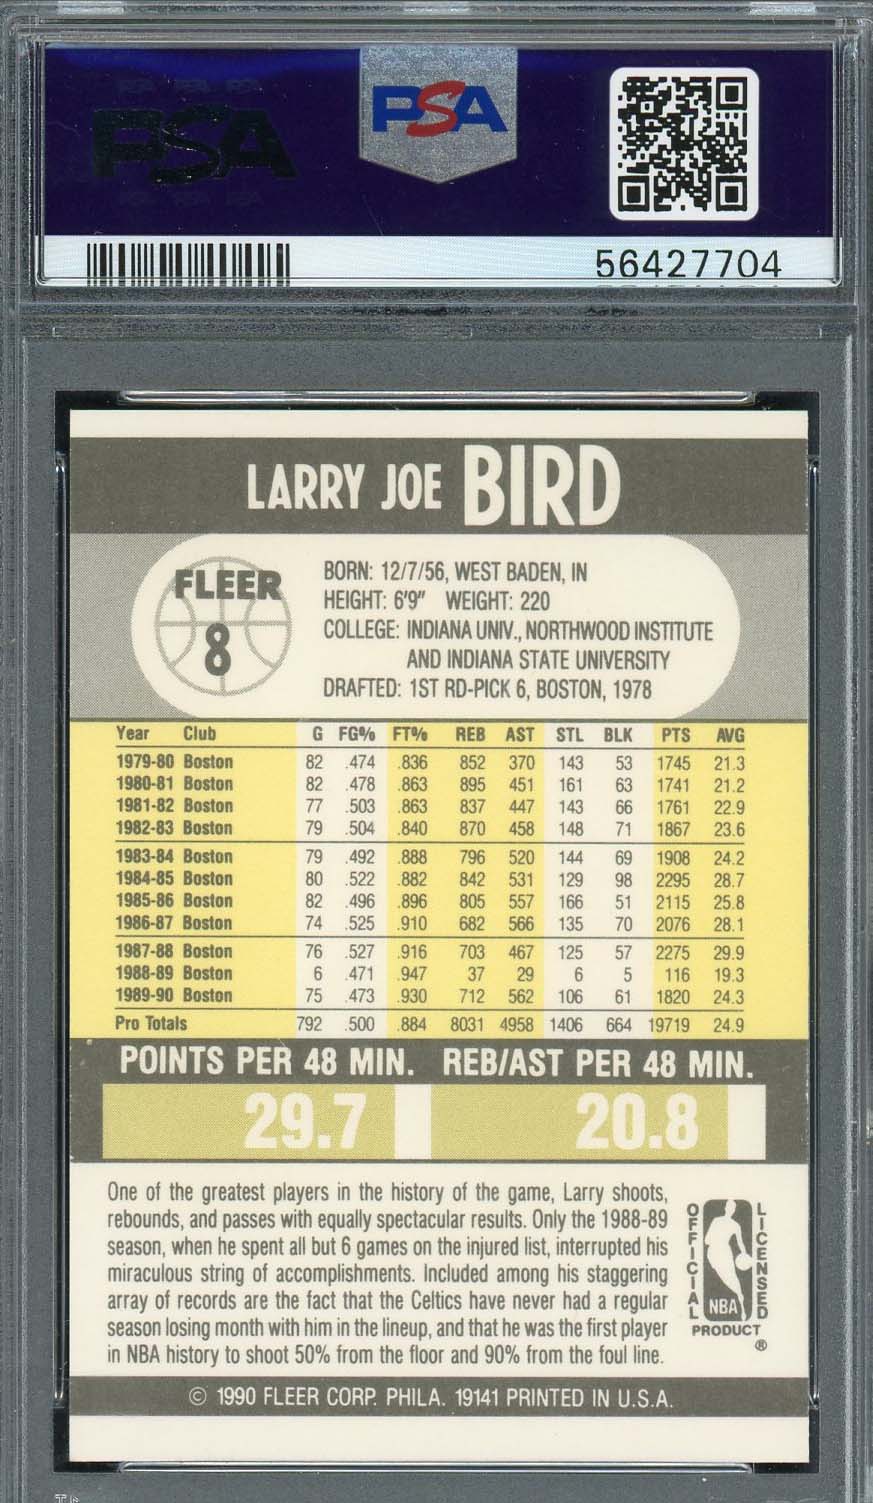 PSA
PSA
56427704
LARRY JOE BIRD
FLEER
8
BORN: 12/7/56, WEST BADEN, IN
HEIGHT: 6'9" WEIGHT: 220
COLLEGE: INDIANA UNIV., NORTHWOOD INSTITUTE
AND INDIANA STATE UNIVERSITY
DRAFTED: 1ST RD-PICK 6, BOSTON, 1978
Year Club G FG% FT% REB AST STL BLK PTS AVG
1979-80 Boston 82 .474 .836 852 370 143 53 1745 21.3
1980-81 Boston 82 .478 .863 895 451 161 63 1741 21.2
1981-82 Boston 77 .503 .863 837 447 143 66 1761 22.9
1982-83 Boston 79 .504 .840 870 458 148 71 1867 23.6
1983-84 Boston 79 .492 .888 796 520 144 69 1908 24.2
1984-85 Boston 80 .522 .882 842 531 129 98 2295 28.7
1985-86 Boston 82 .496 .896 805 557 166 51 2115 25.8
1986-87 Boston 74 .525 .910 682 566 135 70 2076 28.1
1987-88 Boston 76 .527 .916 703 467 125 57 2275 29.9
1988-89 Boston 6 .471 .947 37 29 6 5 116 19.3
1989-90 Boston 75 .473 .930 712 562 106 61 1820 24.3
Pro Totals 792 .500 .884 8031 4958 1406 664 19719 24.9
POINTS PER 48 MIN. REB/AST PER 48 MIN.
29.7 20.8
One of the greatest players in the history of the game, Larry shoots,
rebounds, and passes with equally spectacular results. Only the 1988-89
season, when he spent all but 6 games on the injured list, interrupted his
miraculous string of accomplishments. Included among his staggering
array of records are the fact that the Celtics have never had a regular
season losing month with him in the lineup, and that he was the first player
in NBA history to shoot 50% from the floor and 90% from the foul line.
OFFICIAL
LICENSED
NBA
PRODUCT
®
© 1990 FLEER CORP. PHILA. 19141 PRINTED IN U.S.A.